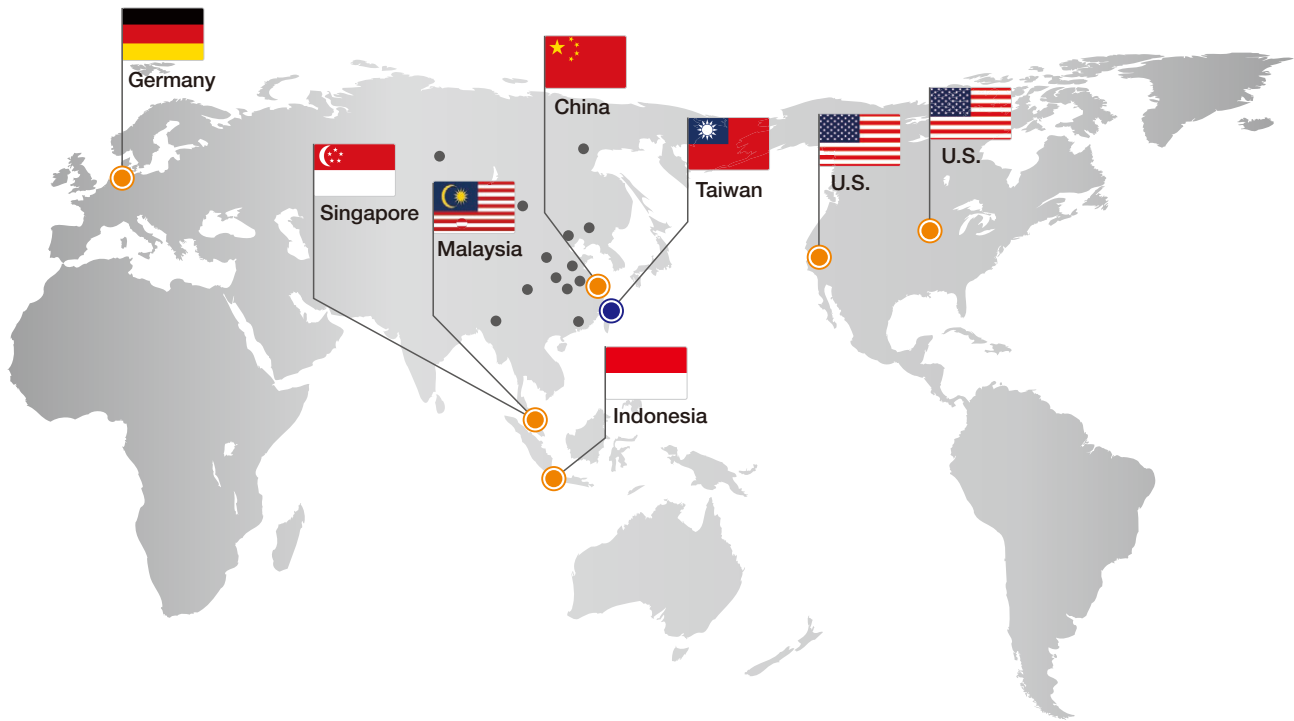 Germany
China
U.S.
U.S.
Taiwan
Singapore
Malaysia
Indonesia